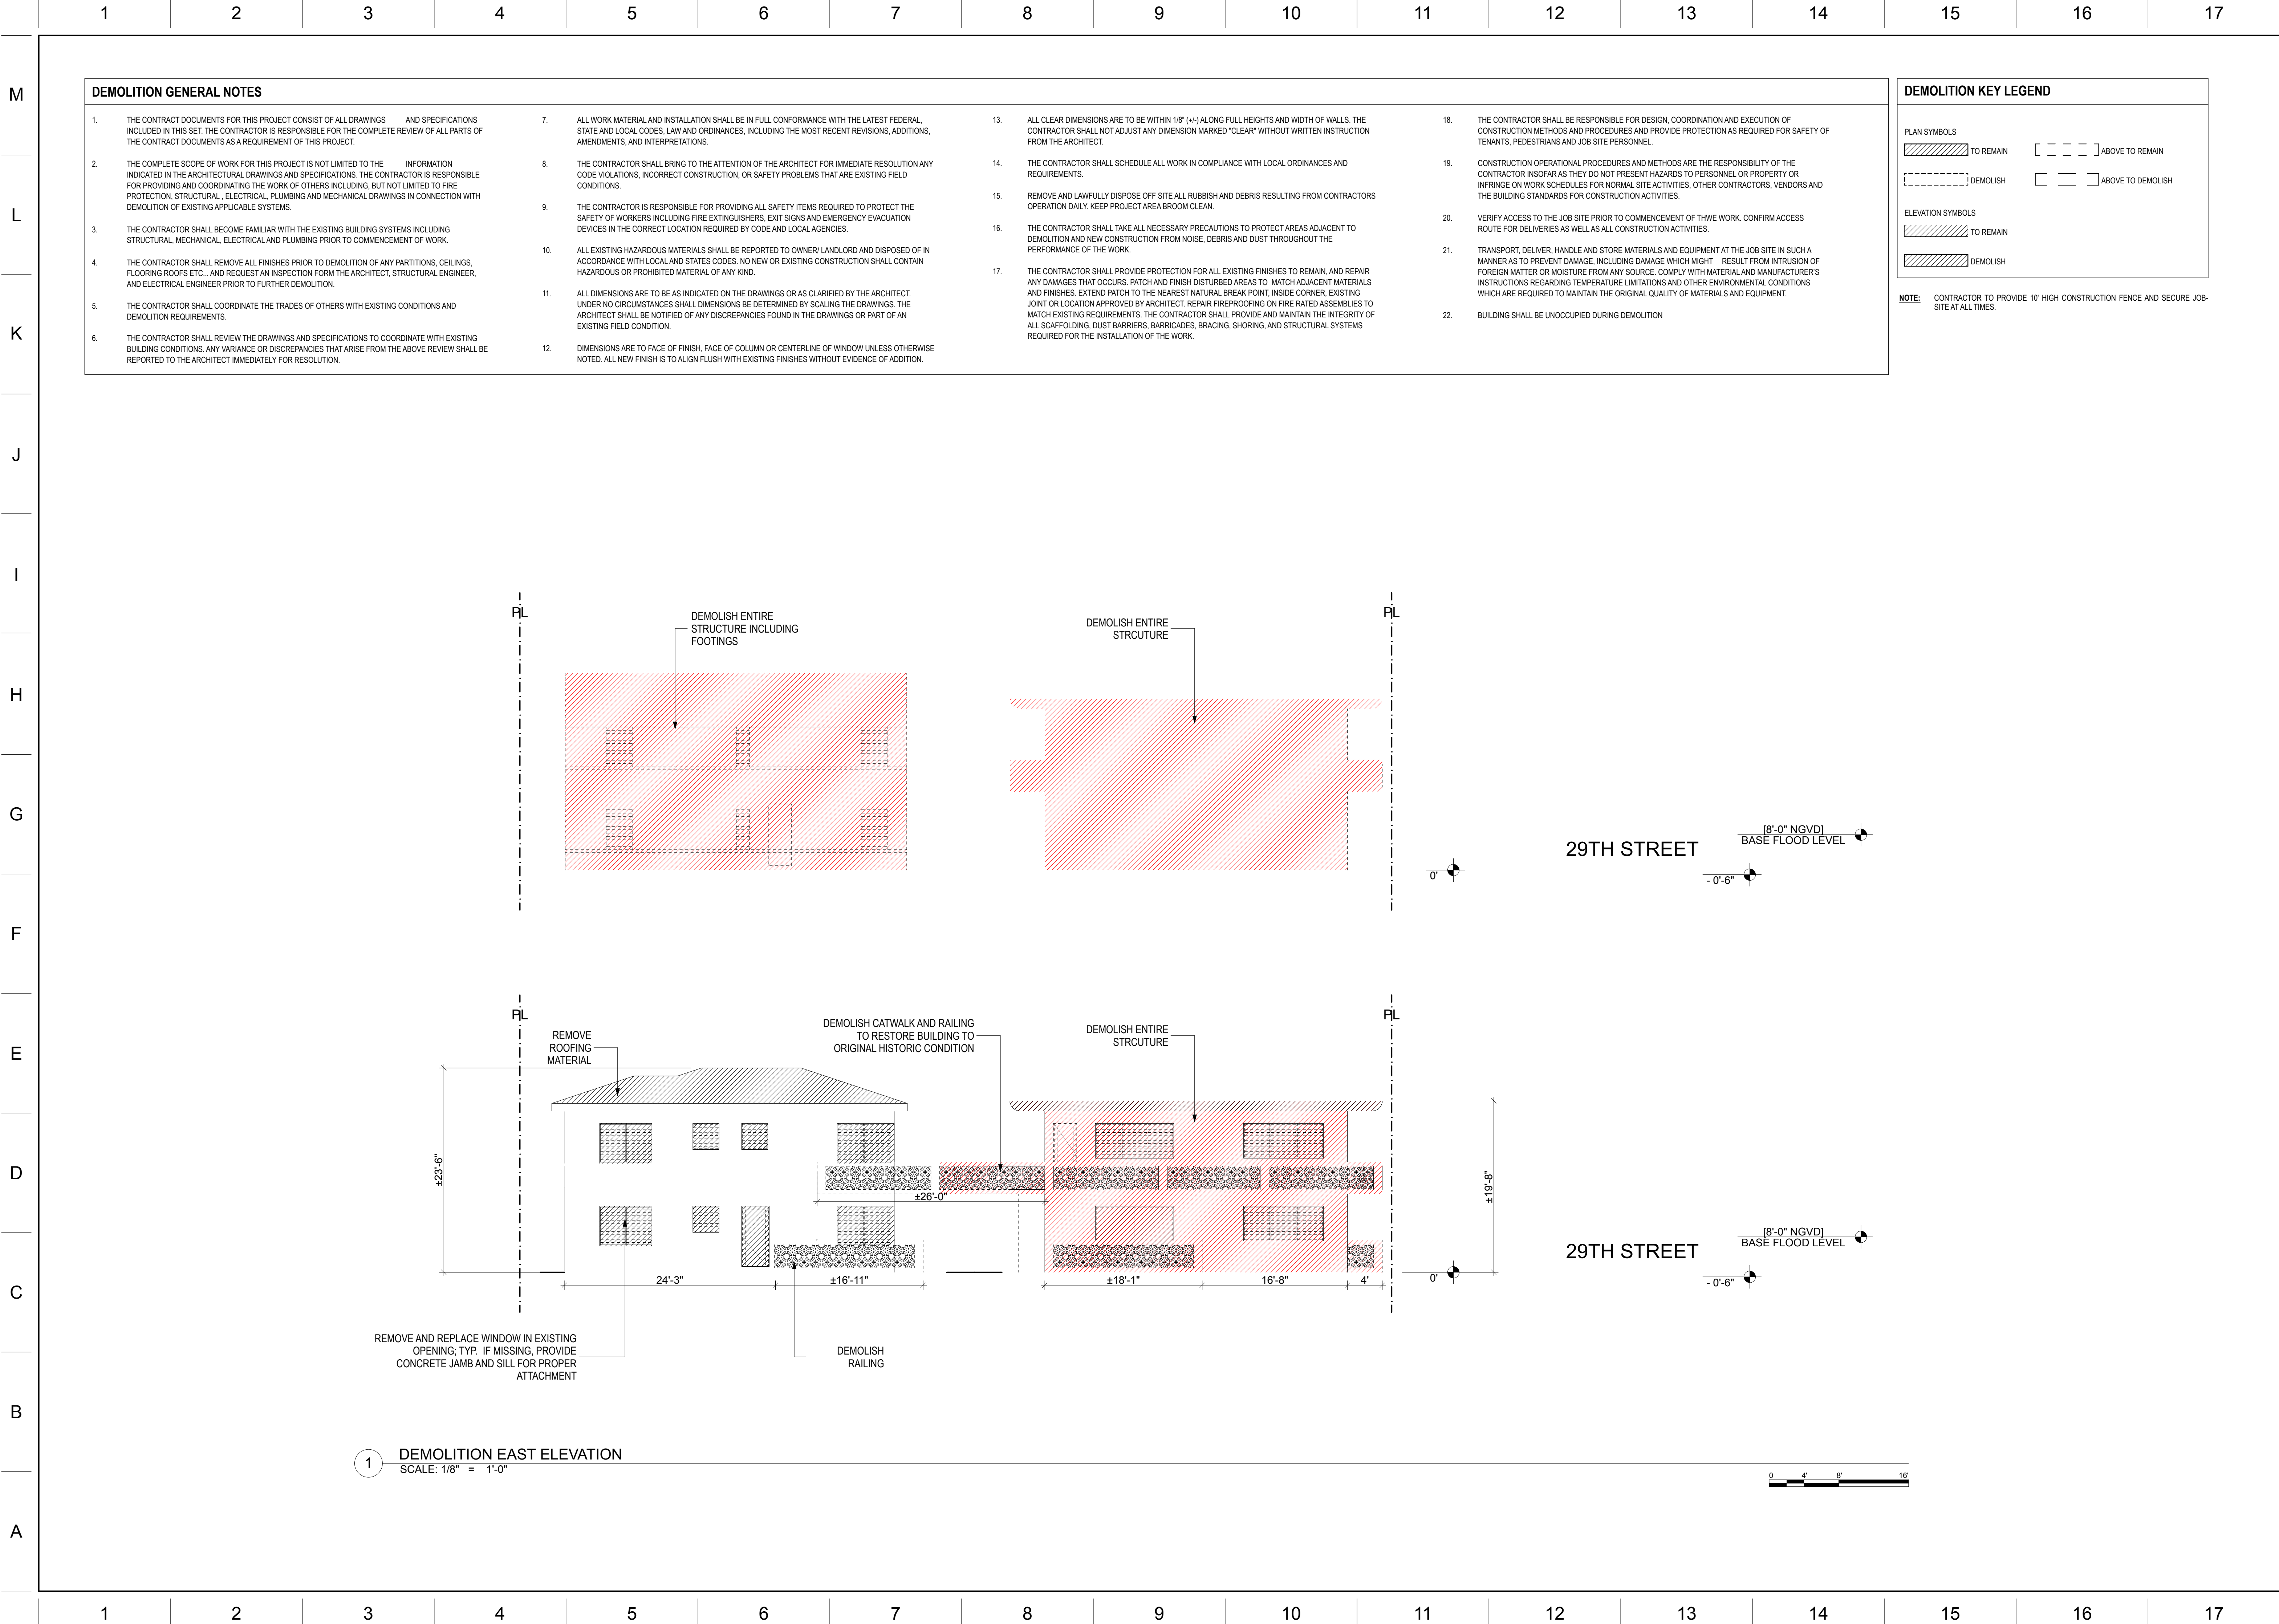 1 2 3 4 5 6 7 8 9 10 11 12 13 14 15 16 17
M
L
K
J
I
H
G
F
E
D
C
B
A
DEMOLITION GENERAL NOTES
1. THE CONTRACT DOCUMENTS FOR THIS PROJECT CONSIST OF ALL DRAWINGS AND SPECIFICATIONS
INCLUDED IN THIS SET. THE CONTRACTOR IS RESPONSIBLE FOR THE COMPLETE REVIEW OF ALL PARTS OF
THE CONTRACT DOCUMENTS AS A REQUIREMENT OF THIS PROJECT.
2. THE COMPLETE SCOPE OF WORK FOR THIS PROJECT IS NOT LIMITED TO THE INFORMATION
INDICATED IN THE ARCHITECTURAL DRAWINGS AND SPECIFICATIONS. THE CONTRACTOR IS RESPONSIBLE
FOR PROVIDING AND COORDINATING THE WORK OF OTHERS INCLUDING, BUT NOT LIMITED TO FIRE
PROTECTION, STRUCTURAL , ELECTRICAL, PLUMBING AND MECHANICAL DRAWINGS IN CONNECTION WITH
DEMOLITION OF EXISTING APPLICABLE SYSTEMS.
3. THE CONTRACTOR SHALL BECOME FAMILIAR WITH THE EXISTING BUILDING SYSTEMS INCLUDING
STRUCTURAL, MECHANICAL, ELECTRICAL AND PLUMBING PRIOR TO COMMENCEMENT OF WORK.
4. THE CONTRACTOR SHALL REMOVE ALL FINISHES PRIOR TO DEMOLITION OF ANY PARTITIONS, CEILINGS,
FLOORING ROOFS ETC... AND REQUEST AN INSPECTION FORM THE ARCHITECT, STRUCTURAL ENGINEER,
AND ELECTRICAL ENGINEER PRIOR TO FURTHER DEMOLITION.
5. THE CONTRACTOR SHALL COORDINATE THE TRADES OF OTHERS WITH EXISTING CONDITIONS AND
DEMOLITION REQUIREMENTS.
6. THE CONTRACTOR SHALL REVIEW THE DRAWINGS AND SPECIFICATIONS TO COORDINATE WITH EXISTING
BUILDING CONDITIONS. ANY VARIANCE OR DISCREPANCIES THAT ARISE FROM THE ABOVE REVIEW SHALL BE
REPORTED TO THE ARCHITECT IMMEDIATELY FOR RESOLUTION.
7. ALL WORK MATERIAL AND INSTALLATION SHALL BE IN FULL CONFORMANCE WITH THE LATEST FEDERAL,
STATE AND LOCAL CODES, LAW AND ORDINANCES, INCLUDING THE MOST RECENT REVISIONS, ADDITIONS,
AMENDMENTS, AND INTERPRETATIONS.
8. THE CONTRACTOR SHALL BRING TO THE ATTENTION OF THE ARCHITECT FOR IMMEDIATE RESOLUTION ANY
CODE VIOLATIONS, INCORRECT CONSTRUCTION, OR SAFETY PROBLEMS THAT ARE EXISTING FIELD
CONDITIONS.
9. THE CONTRACTOR IS RESPONSIBLE FOR PROVIDING ALL SAFETY ITEMS REQUIRED TO PROTECT THE
SAFETY OF WORKERS INCLUDING FIRE EXTINGUISHERS, EXIT SIGNS AND EMERGENCY EVACUATION
DEVICES IN THE CORRECT LOCATION REQUIRED BY CODE AND LOCAL AGENCIES.
10. ALL EXISTING HAZARDOUS MATERIALS SHALL BE REPORTED TO OWNER/ LANDLORD AND DISPOSED OF IN
ACCORDANCE WITH LOCAL AND STATES CODES. NO NEW OR EXISTING CONSTRUCTION SHALL CONTAIN
HAZARDOUS OR PROHIBITED MATERIAL OF ANY KIND.
11. ALL DIMENSIONS ARE TO BE AS INDICATED ON THE DRAWINGS OR AS CLARIFIED BY THE ARCHITECT.
UNDER NO CIRCUMSTANCES SHALL DIMENSIONS BE DETERMINED BY SCALING THE DRAWINGS. THE
ARCHITECT SHALL BE NOTIFIED OF ANY DISCREPANCIES FOUND IN THE DRAWINGS OR PART OF AN
EXISTING FIELD CONDITION.
12. DIMENSIONS ARE TO FACE OF FINISH, FACE OF COLUMN OR CENTERLINE OF WINDOW UNLESS OTHERWISE
NOTED. ALL NEW FINISH IS TO ALIGN FLUSH WITH EXISTING FINISHES WITHOUT EVIDENCE OF ADDITION.
13. ALL CLEAR DIMENSIONS ARE TO BE WITHIN 1/8" (+/-) ALONG FULL HEIGHTS AND WIDTH OF WALLS. THE
CONTRACTOR SHALL NOT ADJUST ANY DIMENSION MARKED "CLEAR" WITHOUT WRITTEN INSTRUCTION
FROM THE ARCHITECT.
14. THE CONTRACTOR SHALL SCHEDULE ALL WORK IN COMPLIANCE WITH LOCAL ORDINANCES AND
REQUIREMENTS.
15. REMOVE AND LAWFULLY DISPOSE OFF SITE ALL RUBBISH AND DEBRIS RESULTING FROM CONTRACTORS
OPERATION DAILY. KEEP PROJECT AREA BROOM CLEAN.
16. THE CONTRACTOR SHALL TAKE ALL NECESSARY PRECAUTIONS TO PROTECT AREAS ADJACENT TO
DEMOLITION AND NEW CONSTRUCTION FROM NOISE, DEBRIS AND DUST THROUGHOUT THE
PERFORMANCE OF THE WORK.
17. THE CONTRACTOR SHALL PROVIDE PROTECTION FOR ALL EXISTING FINISHES TO REMAIN, AND REPAIR
ANY DAMAGES THAT OCCURS. PATCH AND FINISH DISTURBED AREAS TO MATCH ADJACENT MATERIALS
AND FINISHES. EXTEND PATCH TO THE NEAREST NATURAL BREAK POINT, INSIDE CORNER, EXISTING
JOINT OR LOCATION APPROVED BY ARCHITECT. REPAIR FIREPROOFING ON FIRE RATED ASSEMBLIES TO
MATCH EXISTING REQUIREMENTS. THE CONTRACTOR SHALL PROVIDE AND MAINTAIN THE INTEGRITY OF
ALL SCAFFOLDING, DUST BARRIERS, BARRICADES, BRACING, SHORING, AND STRUCTURAL SYSTEMS
REQUIRED FOR THE INSTALLATION OF THE WORK.
18. THE CONTRACTOR SHALL BE RESPONSIBLE FOR DESIGN, COORDINATION AND EXECUTION OF
CONSTRUCTION METHODS AND PROCEDURES AND PROVIDE PROTECTION AS REQUIRED FOR SAFETY OF
TENANTS, PEDESTRIANS AND JOB SITE PERSONNEL.
19. CONSTRUCTION OPERATIONAL PROCEDURES AND METHODS ARE THE RESPONSIBILITY OF THE
CONTRACTOR INSOFAR AS THEY DO NOT PRESENT HAZARDS TO PERSONNEL OR PROPERTY OR
INFRINGE ON WORK SCHEDULES FOR NORMAL SITE ACTIVITIES, OTHER CONTRACTORS, VENDORS AND
THE BUILDING STANDARDS FOR CONSTRUCTION ACTIVITIES.
20. VERIFY ACCESS TO THE JOB SITE PRIOR TO COMMENCEMENT OF THWE WORK. CONFIRM ACCESS
ROUTE FOR DELIVERIES AS WELL AS ALL CONSTRUCTION ACTIVITIES.
21. TRANSPORT, DELIVER, HANDLE AND STORE MATERIALS AND EQUIPMENT AT THE JOB SITE IN SUCH A
MANNER AS TO PREVENT DAMAGE, INCLUDING DAMAGE WHICH MIGHT RESULT FROM INTRUSION OF
FOREIGN MATTER OR MOISTURE FROM ANY SOURCE. COMPLY WITH MATERIAL AND MANUFACTURER'S
INSTRUCTIONS REGARDING TEMPERATURE LIMITATIONS AND OTHER ENVIRONMENTAL CONDITIONS
WHICH ARE REQUIRED TO MAINTAIN THE ORIGINAL QUALITY OF MATERIALS AND EQUIPMENT.
22. BUILDING SHALL BE UNOCCUPIED DURING DEMOLITION
DEMOLITION KEY LEGEND
PLAN SYMBOLS
TO REMAIN
ABOVE TO REMAIN
DEMOLISH
ABOVE TO DEMOLISH
ELEVATION SYMBOLS
TO REMAIN
DEMOLISH
NOTE: CONTRACTOR TO PROVIDE 10' HIGH CONSTRUCTION FENCE AND SECURE JOB-
SITE AT ALL TIMES.
PL
DEMOLISH ENTIRE
STRUCTURE INCLUDING
FOOTINGS
DEMOLISH ENTIRE
STRCUTURE
PL
0'
29TH STREET
[8'-0" NGVD]
BASE FLOOD LEVEL
- 0'-6"
PL
REMOVE
ROOFING
MATERIAL
DEMOLISH CATWALK AND RAILING
TO RESTORE BUILDING TO
ORIGINAL HISTORIC CONDITION
DEMOLISH ENTIRE
STRCUTURE
PL
±23'-6"
±26'-0"
±19'-8"
24'-3"
±16'-11"
±18'-1"
16'-8"
4'
0'
29TH STREET
[8'-0" NGVD]
BASE FLOOD LEVEL
- 0'-6"
REMOVE AND REPLACE WINDOW IN EXISTING
OPENING; TYP. IF MISSING, PROVIDE
CONCRETE JAMB AND SILL FOR PROPER
ATTACHMENT
DEMOLISH
RAILING
1
DEMOLITION EAST ELEVATION
SCALE: 1/8" = 1'-0"
0 4' 8' 16'
1 2 3 4 5 6 7 8 9 10 11 12 13 14 15 16 17